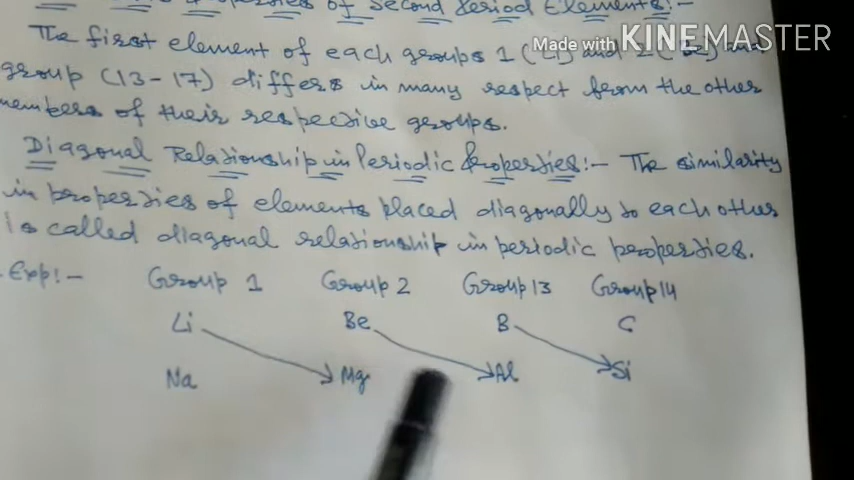 of Second Period Elements:-
Made with KINEMASTER
The first element of each groups 1 (Li) and 2 (Be) and
group (13-17) differs in many respect from the other
members of their respective groups.
Diagonal Relationship in Periodic Properties:- The similarity
in properties of elements placed diagonally to each other
is called diagonal relationship in periodic properties.
Exp:- Group 1 Group 2 Group 13 Group 14
Li Be B C
Na Mg Al Si